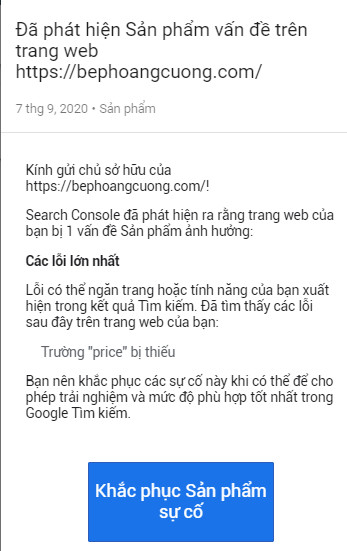 Đã phát hiện Sản phẩm vấn đề trên
trang web
https://bephoangcuong.com/
7 thg 9, 2020 • Sản phẩm
Kính gửi chủ sở hữu của
https://bephoangcuong.com/!
Search Console đã phát hiện ra rằng trang web của
bạn bị 1 vấn đề Sản phẩm ảnh hưởng:
Các lỗi lớn nhất
Lỗi có thể ngăn trang hoặc tính năng của bạn xuất
hiện trong kết quả Tìm kiếm. Đã tìm thấy các lỗi
sau đây trên trang web của bạn:
Trường "price" bị thiếu
Bạn nên khắc phục các sự cố này khi có thể để cho
phép trải nghiệm và mức độ phù hợp tốt nhất trong
Google Tìm kiếm.
Khắc phục Sản phẩm
sự cố